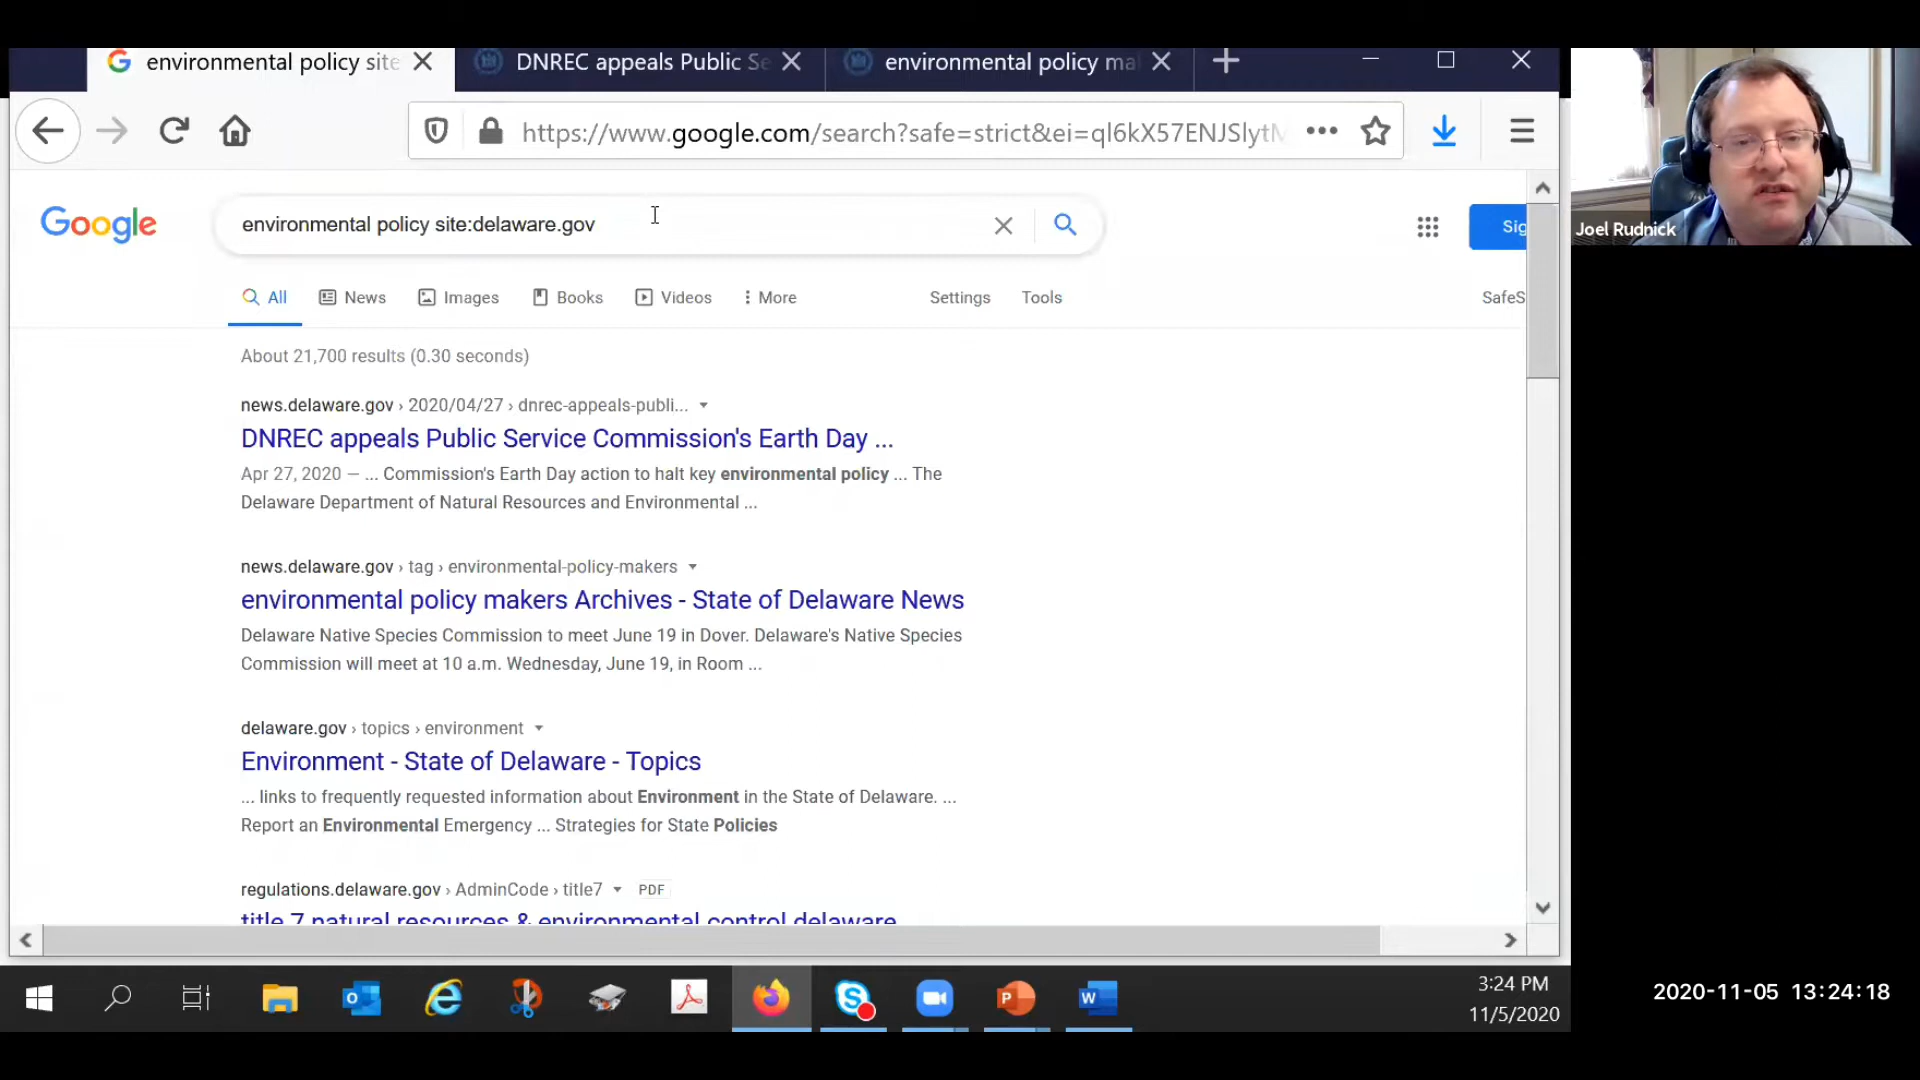 environmental policy site
DNREC appeals Public Se
environmental policy ma
https://www.google.com/search?safe=strict&ei=ql6kX57ENJSlytM
Google
environmental policy site:delaware.gov
Sig
Joel Rudnick
All
News
Images
Books
Videos
More
Settings
Tools
SafeS
About 21,700 results (0.30 seconds)
news.delaware.gov › 2020/04/27 › dnrec-appeals-publi...
DNREC appeals Public Service Commission's Earth Day ...
Apr 27, 2020 — ... Commission's Earth Day action to halt key environmental policy ... The
Delaware Department of Natural Resources and Environmental ...
news.delaware.gov › tag › environmental-policy-makers
environmental policy makers Archives - State of Delaware News
Delaware Native Species Commission to meet June 19 in Dover. Delaware's Native Species
Commission will meet at 10 a.m. Wednesday, June 19, in Room ...
delaware.gov › topics › environment
Environment - State of Delaware - Topics
... links to frequently requested information about Environment in the State of Delaware. ...
Report an Environmental Emergency ... Strategies for State Policies
regulations.delaware.gov › AdminCode › title7 PDF
title 7 natural resources & environmental control delaware
3:24 PM
11/5/2020
2020-11-05 13:24:18